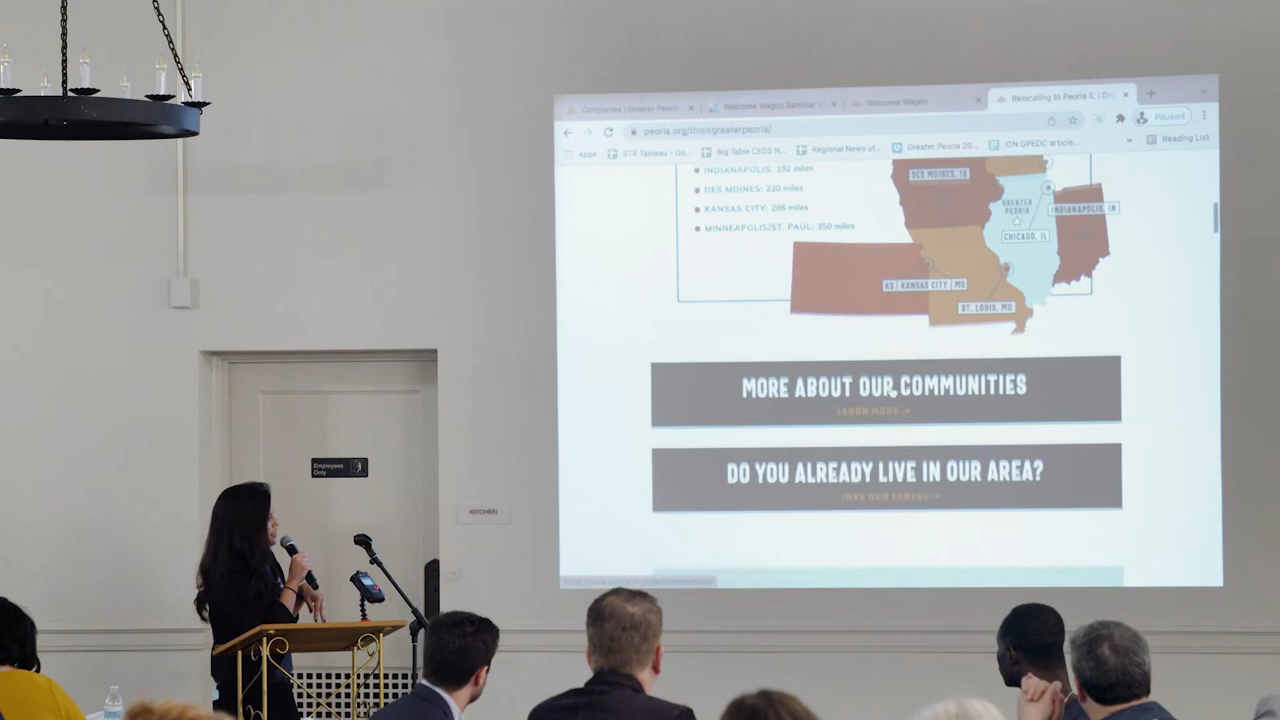 Companies | Greater Peoria
Welcome Wagon Seminar
Welcome Wagon
Relocating to Peoria IL | Di
peoria.org/thisisgreaterpeoria/
Paused
Apps
STR Tableau - Go...
Big Table CEDS N...
Regional News of...
Greater Peoria 20...
ION GPEDC article...
»
Reading List
INDIANAPOLIS: 192 miles
DES MOINES: 220 miles
KANSAS CITY: 286 miles
MINNEAPOLIS/ST. PAUL: 350 miles
DES MOINES, IA
GREATER
PEORIA
INDIANAPOLIS, IN
CHICAGO, IL
KS | KANSAS CITY | MO
ST. LOUIS, MO
MORE ABOUT OUR COMMUNITIES
LEARN MORE →
DO YOU ALREADY LIVE IN OUR AREA?
TAKE OUR SURVEY →
Employees
Only
KITCHEN